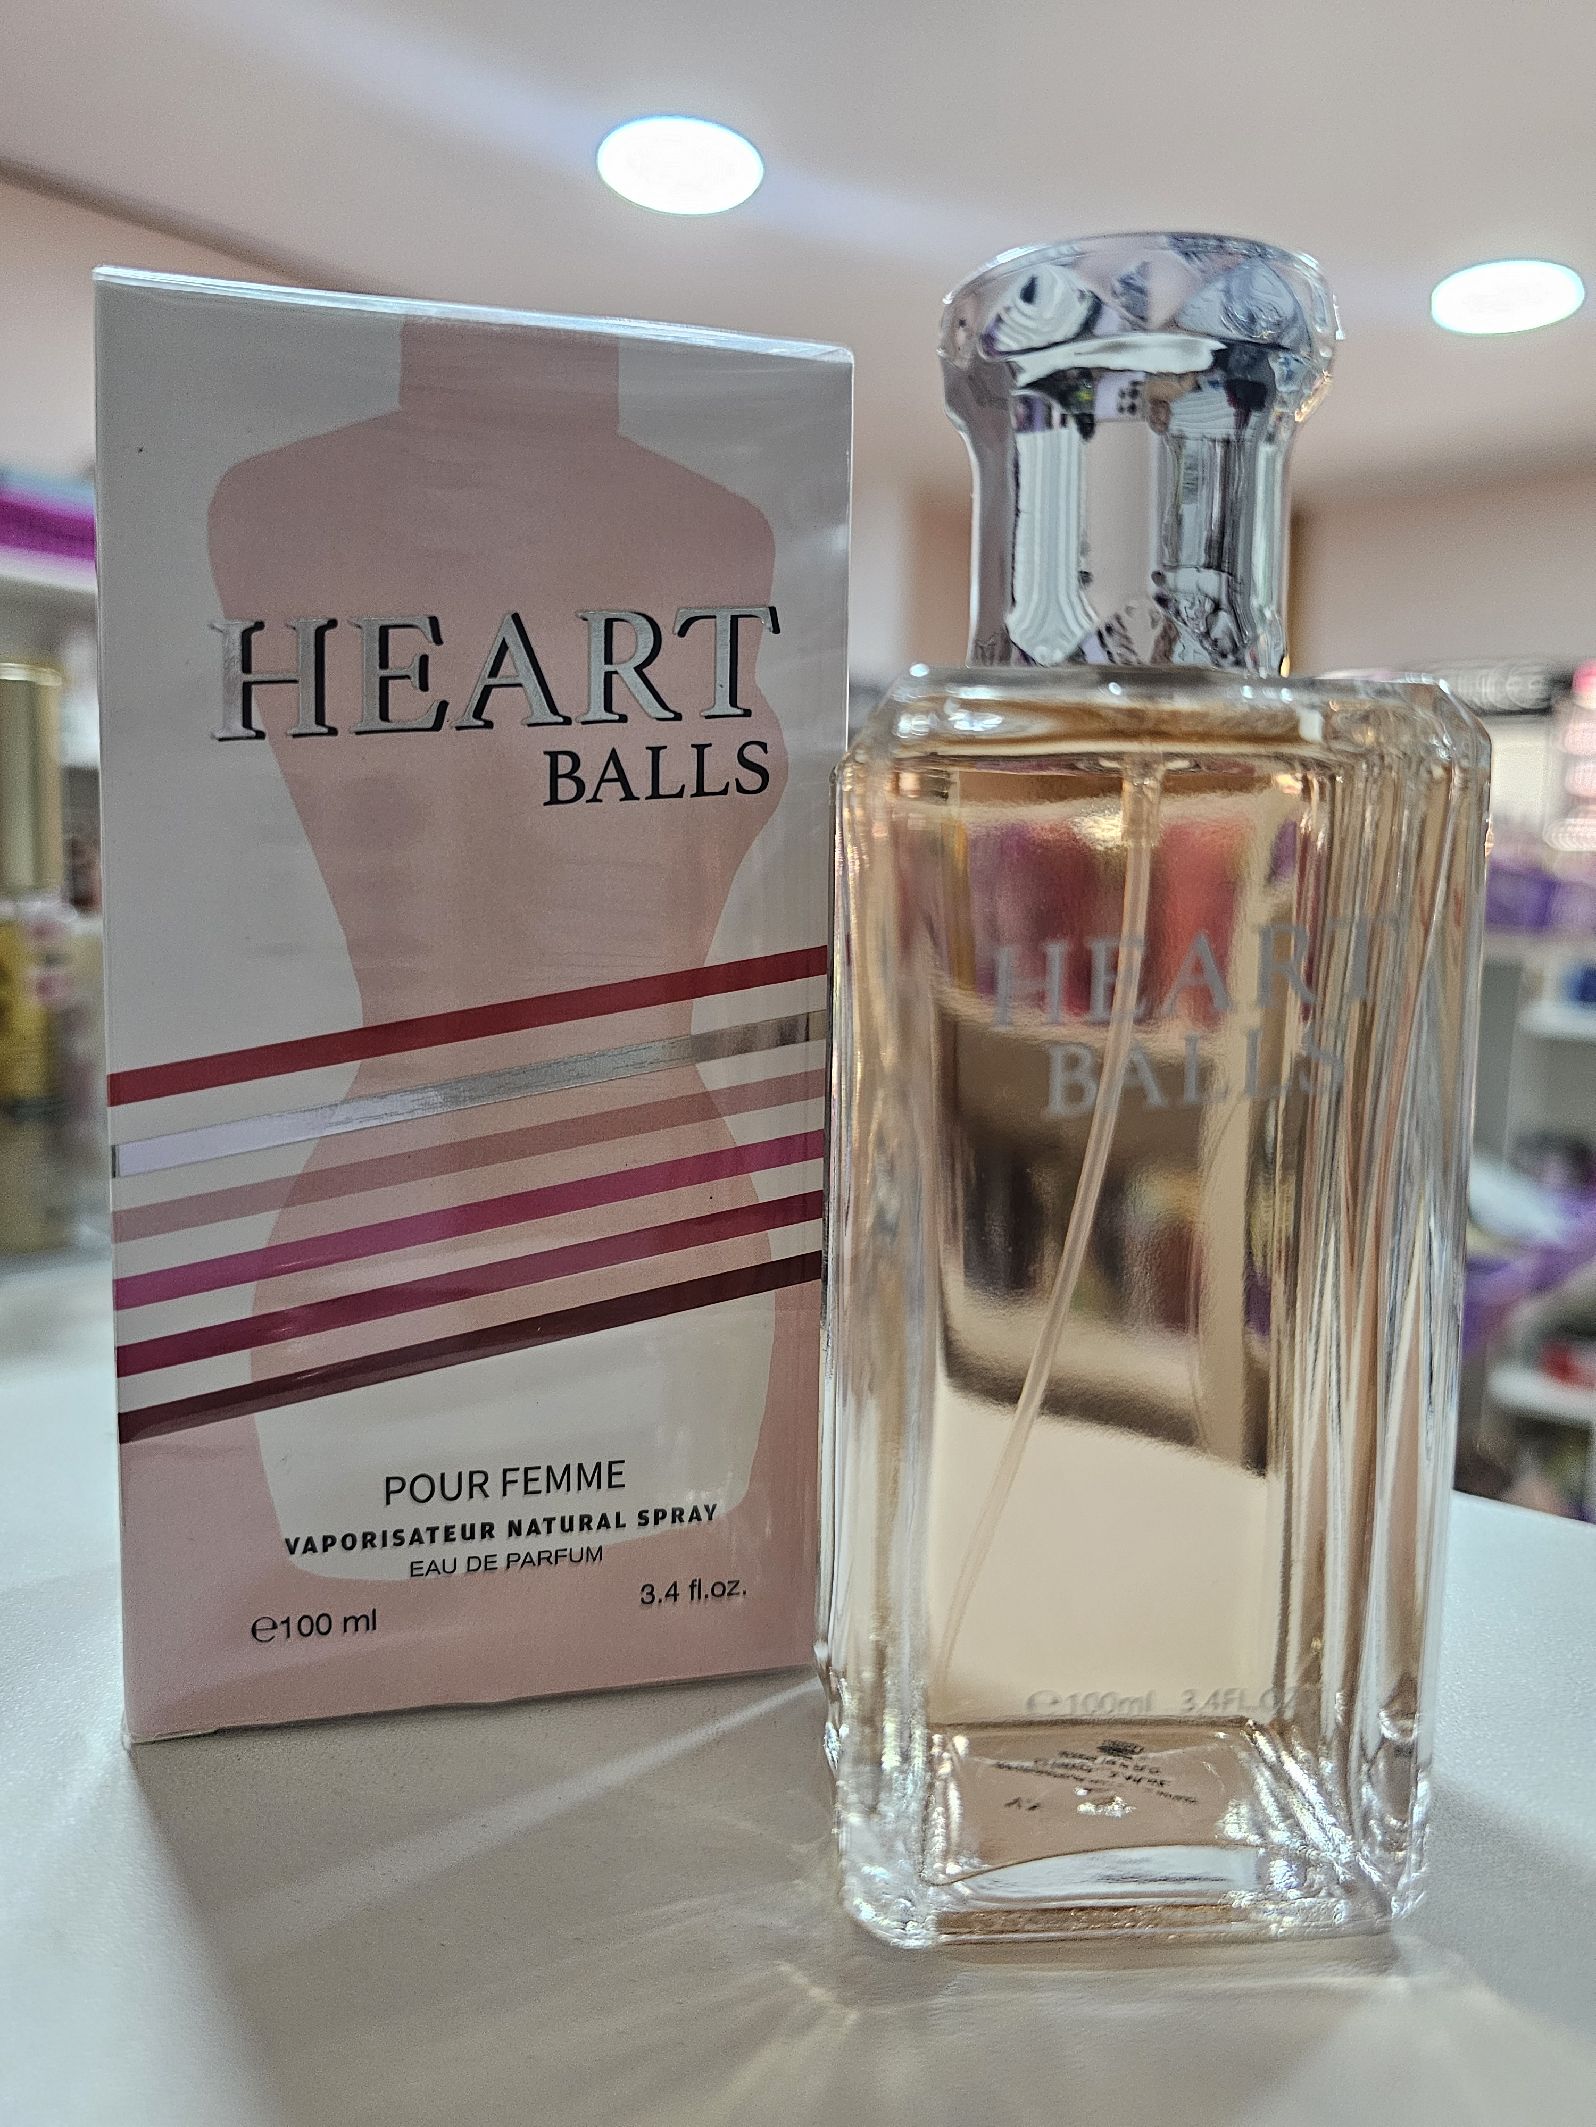 HEART
BALLS
POUR FEMME
VAPORISATEUR NATURAL SPRAY
EAU DE PARFUM
3.4 fl.oz.
℮100 ml
HEART
BALLS
℮100ml 3.4FL.OZ